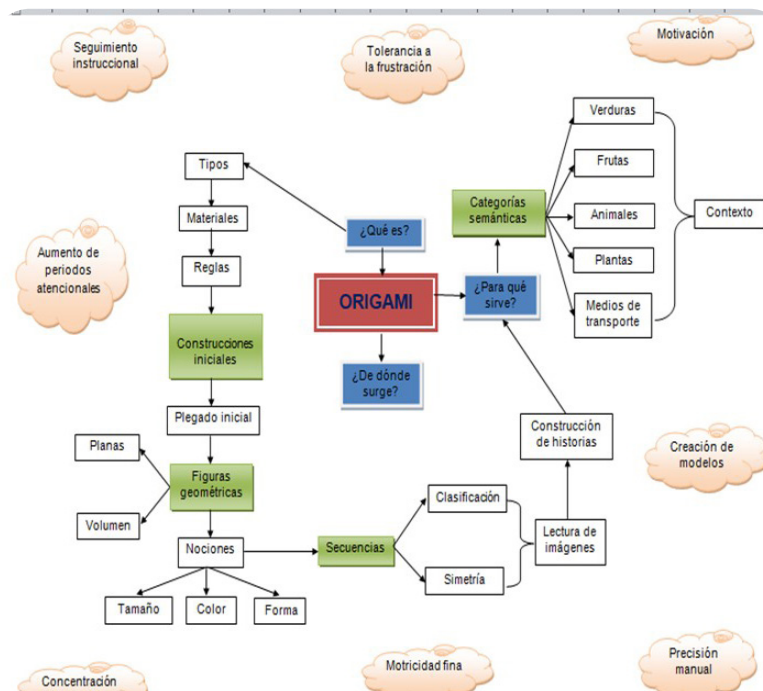 Seguimiento
instruccional
Tolerancia a
la frustración
Motivación
Verduras
Tipos
Frutas
Categorías
semánticas
Materiales
¿Qué es?
Animales
Contexto
Aumento de
periodos
atencionales
Reglas
Plantas
ORIGAMI
¿Para qué
sirve?
Medios de
transporte
Construcciones
iniciales
¿De dónde
surge?
Plegado inicial
Construcción
de historias
Creación de
modelos
Planas
Figuras
geométricas
Volumen
Clasificación
Nociones
Secuencias
Lectura de
imágenes
Simetría
Tamaño
Color
Forma
Concentración
Motricidad fina
Precisión
manual